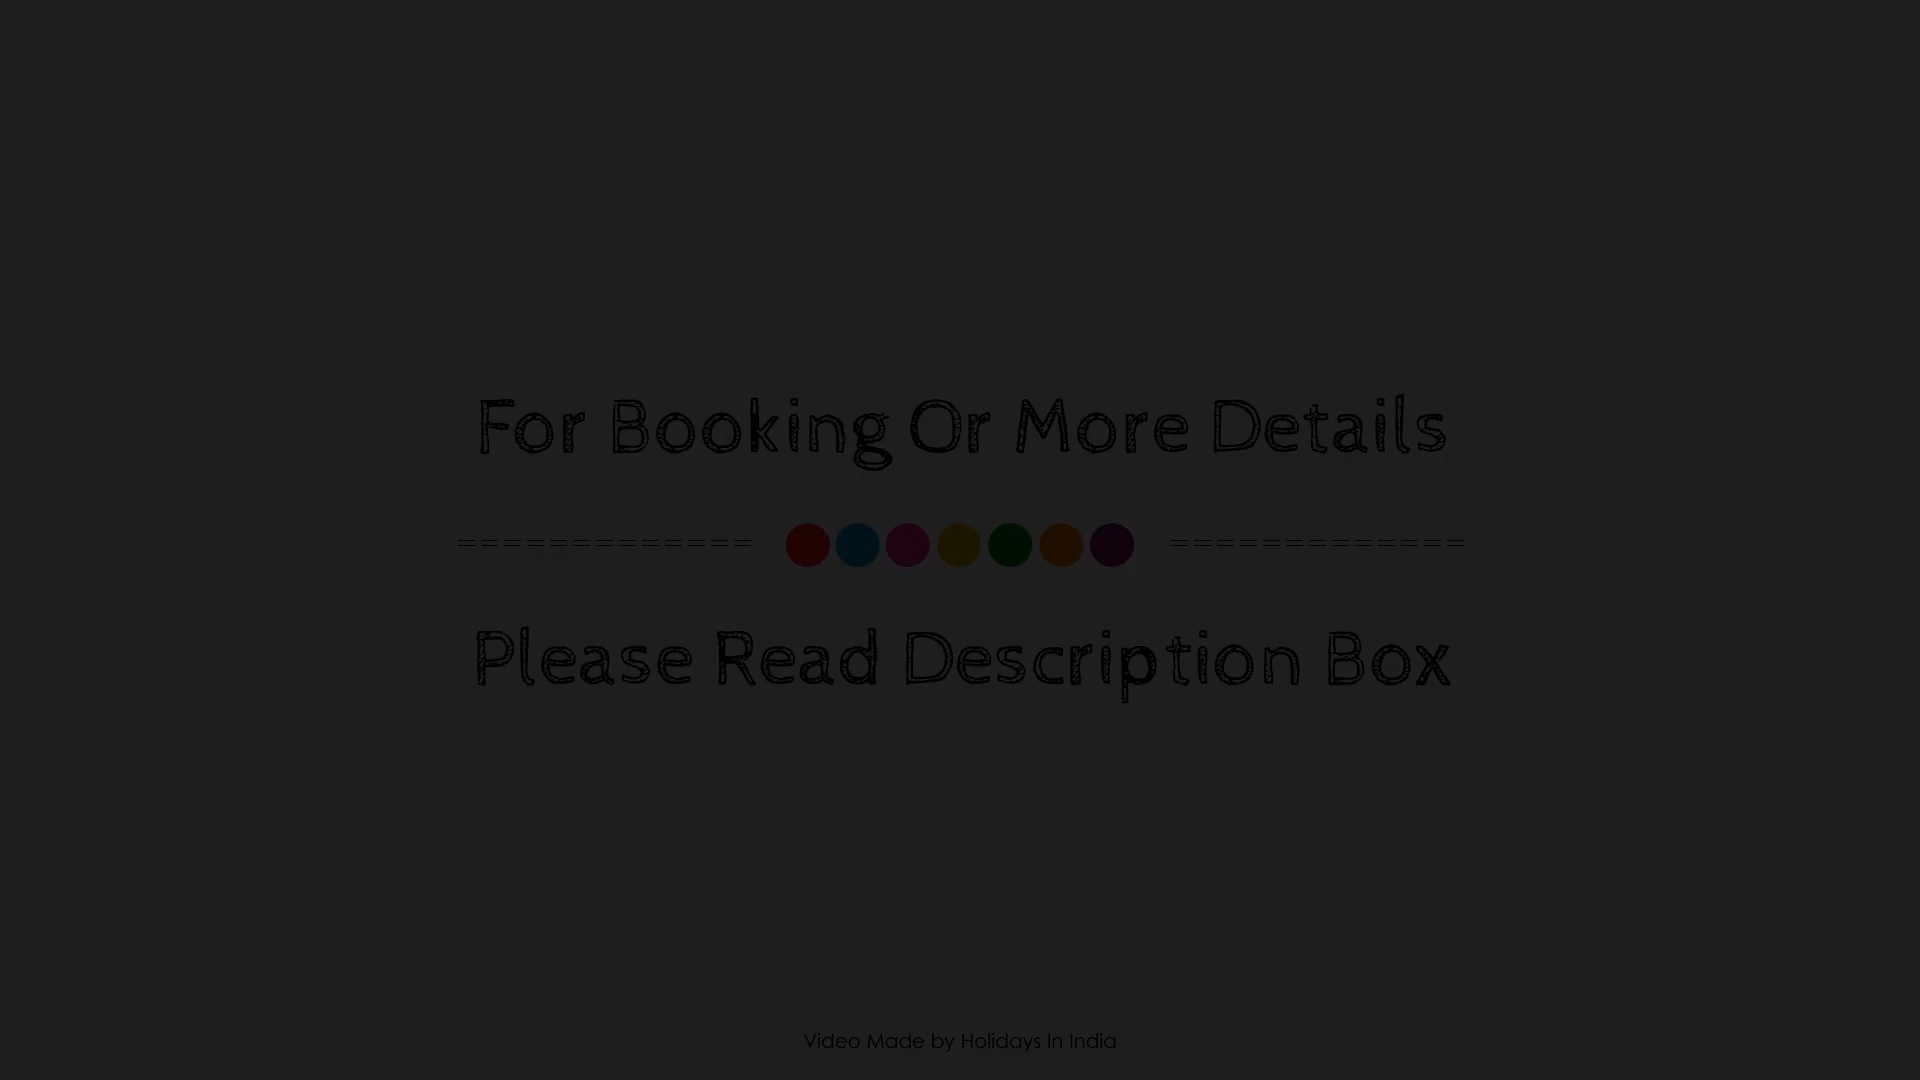 For Booking Or More Details
============= =============
Please Read Description Box
Video Made by Holidays In India